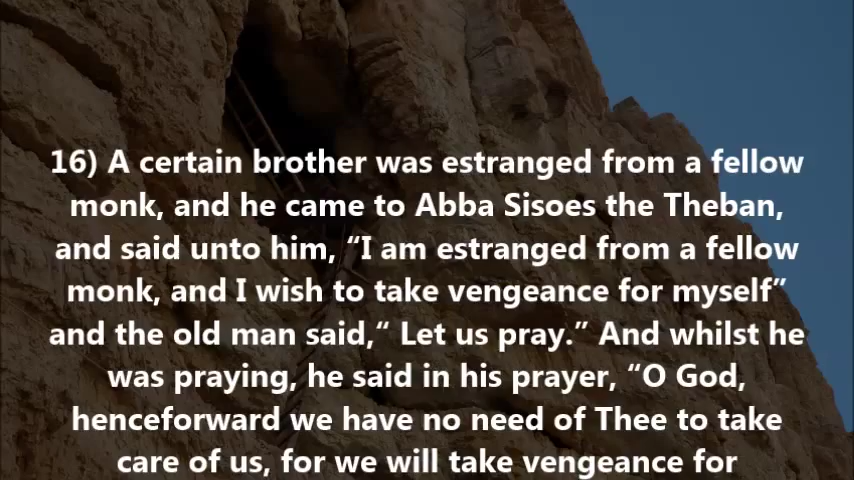 16) A certain brother was estranged from a fellow
monk, and he came to Abba Sisoes the Theban,
and said unto him, “I am estranged from a fellow
monk, and I wish to take vengeance for myself”
and the old man said,“ Let us pray.” And whilst he
was praying, he said in his prayer, “O God,
henceforward we have no need of Thee to take
care of us, for we will take vengeance for